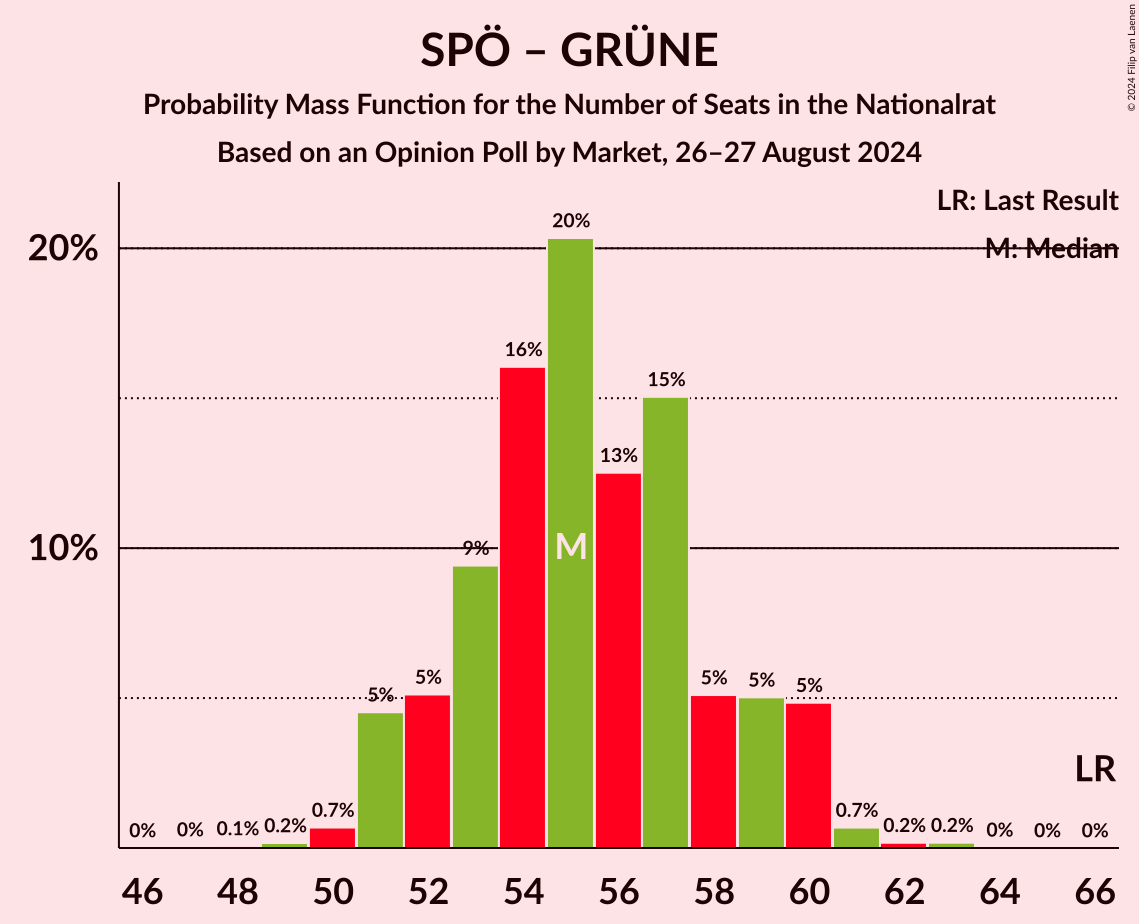 SPÖ – GRÜNE
Probability Mass Function for the Number of Seats in the Nationalrat
Based on an Opinion Poll by Market, 26–27 August 2024
© 2024 Filip van Laenen
LR: Last Result
M: Median
20%
10%
0%
0%
0.1%
0.2%
0.7%
5%
5%
9%
16%
20%
13%
15%
5%
5%
5%
0.7%
0.2%
0.2%
0%
0%
0%
M
LR
46 48 50 52 54 56 58 60 62 64 66